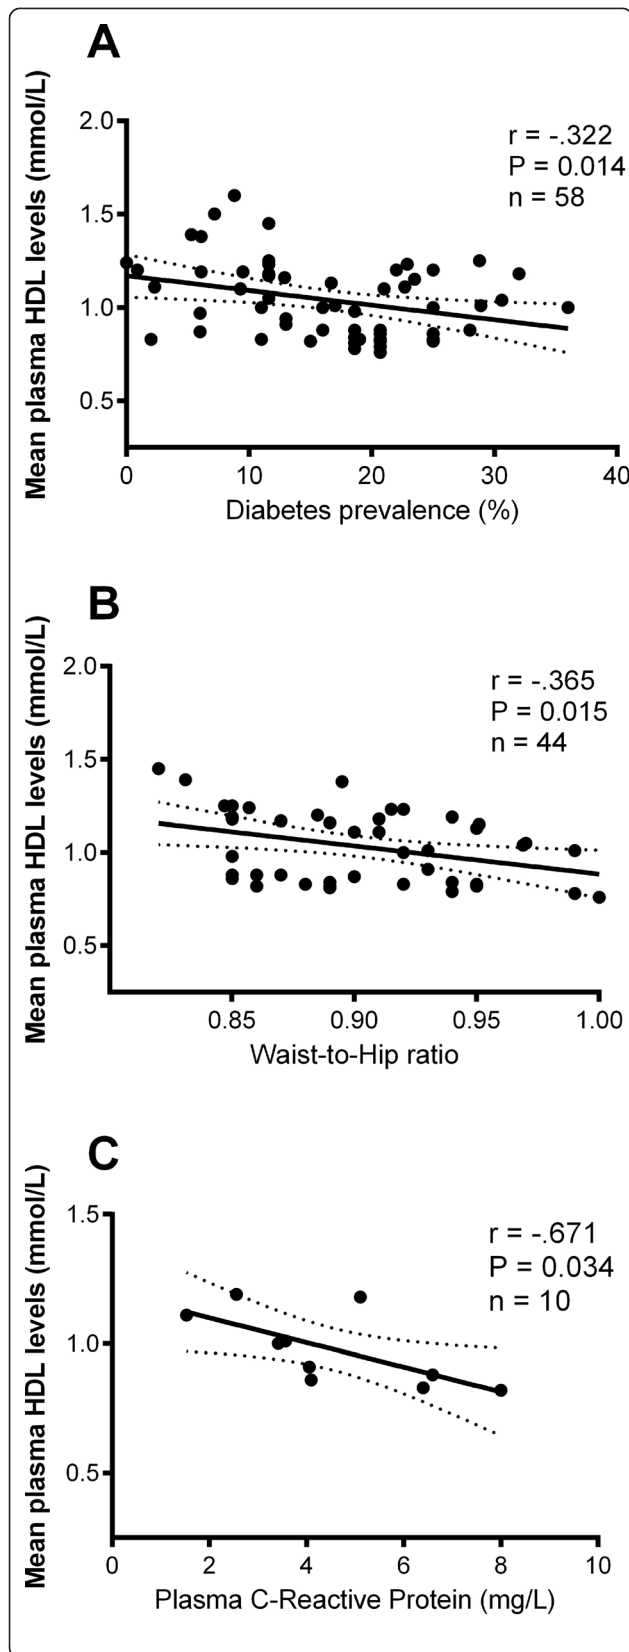 A
Mean plasma HDL levels (mmol/L)
2.0
1.5
1.0
0.5
r = -.322
P = 0.014
n = 58
0 10 20 30 40
Diabetes prevalence (%)
B
Mean plasma HDL levels (mmol/L)
2.0
1.5
1.0
0.5
r = -.365
P = 0.015
n = 44
0.85 0.90 0.95 1.00
Waist-to-Hip ratio
C
Mean plasma HDL levels (mmol/L)
1.5
1.0
0.5
r = -.671
P = 0.034
n = 10
0 2 4 6 8 10
Plasma C-Reactive Protein (mg/L)